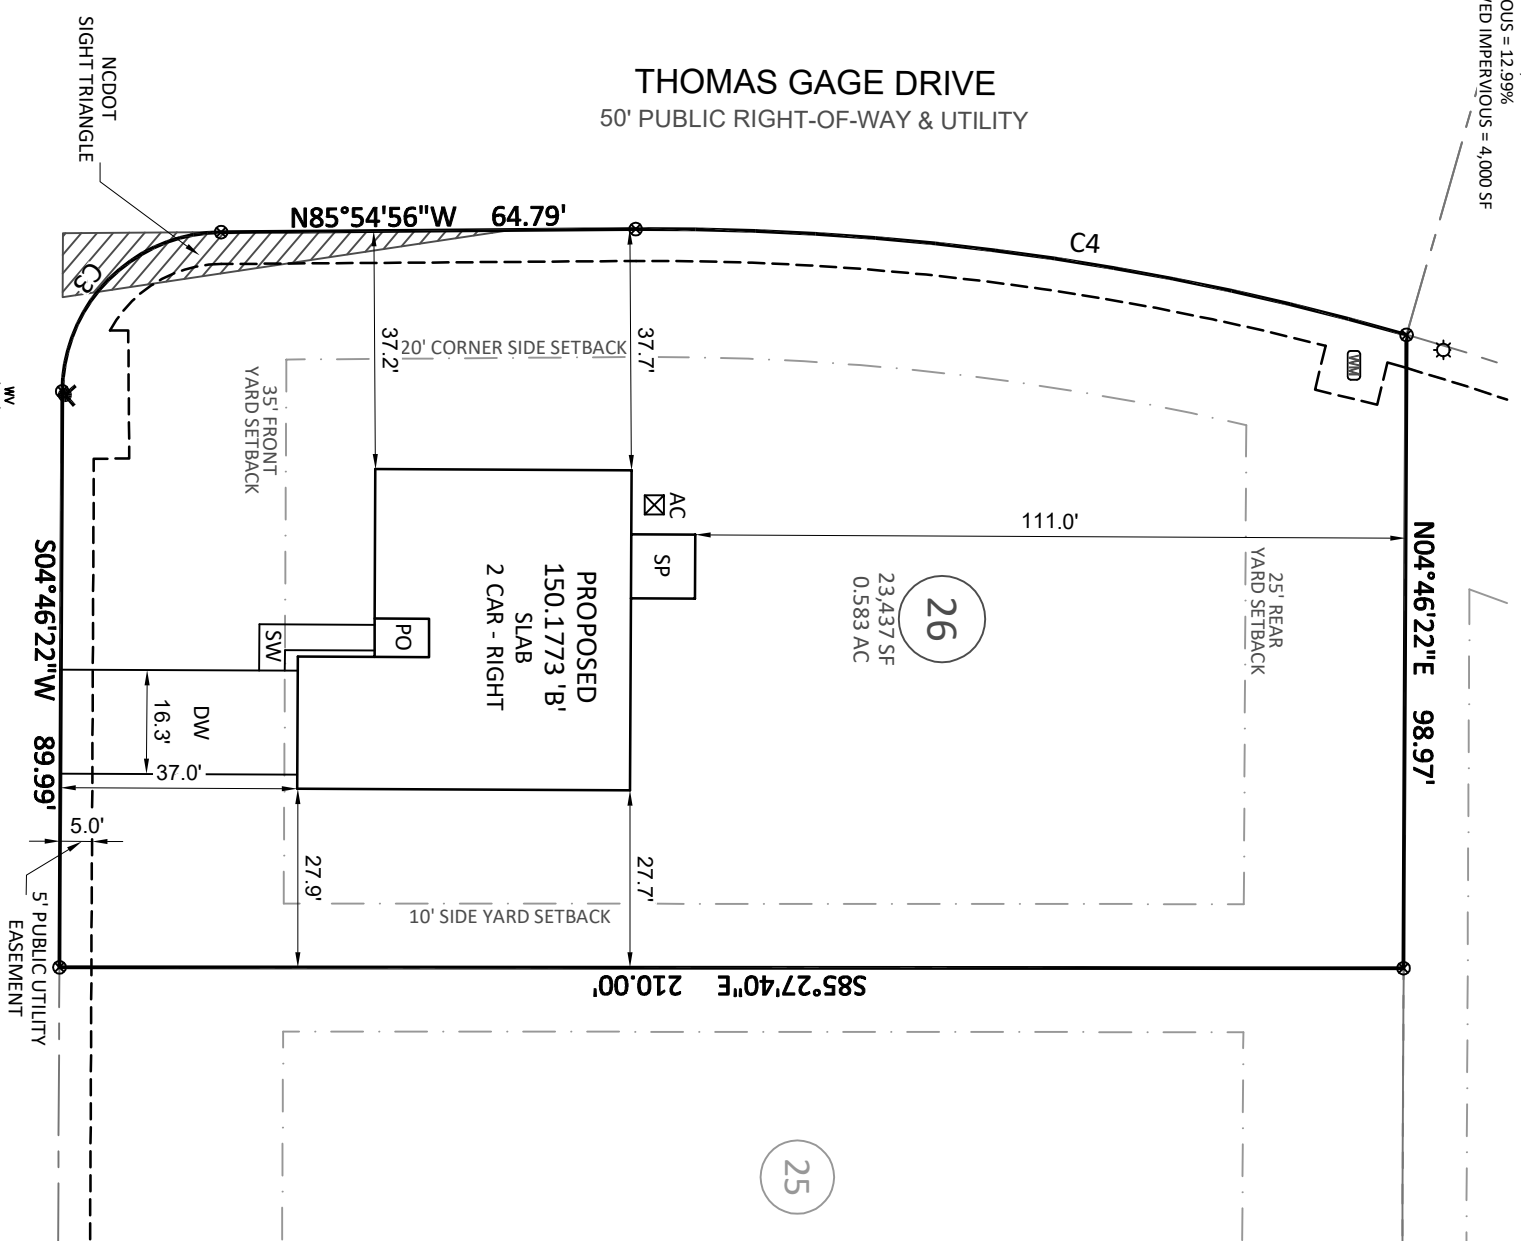 OUS = 12.99%
VED IMPERVIOUS = 4,000 SF
THOMAS GAGE DRIVE
50' PUBLIC RIGHT-OF-WAY & UTILITY
NCDOT
SIGHT TRIANGLE
N85°54'56"W 64.79'
C4
C3
37.2'
37.7'
20' CORNER SIDE SETBACK
35' FRONT
YARD SETBACK
WM
AC
SP
111.0'
26
23,437 SF
0.583 AC
25' REAR
YARD SETBACK
N04°46'22"E 98.97'
PROPOSED
150.1773 'B'
SLAB
2 CAR - RIGHT
PO
SW
DW
16.3'
37.0'
S04°46'22"W 89.99'
5.0'
5' PUBLIC UTILITY
EASEMENT
27.9'
27.7'
10' SIDE YARD SETBACK
S85°27'40"E 210.00'
25
WV